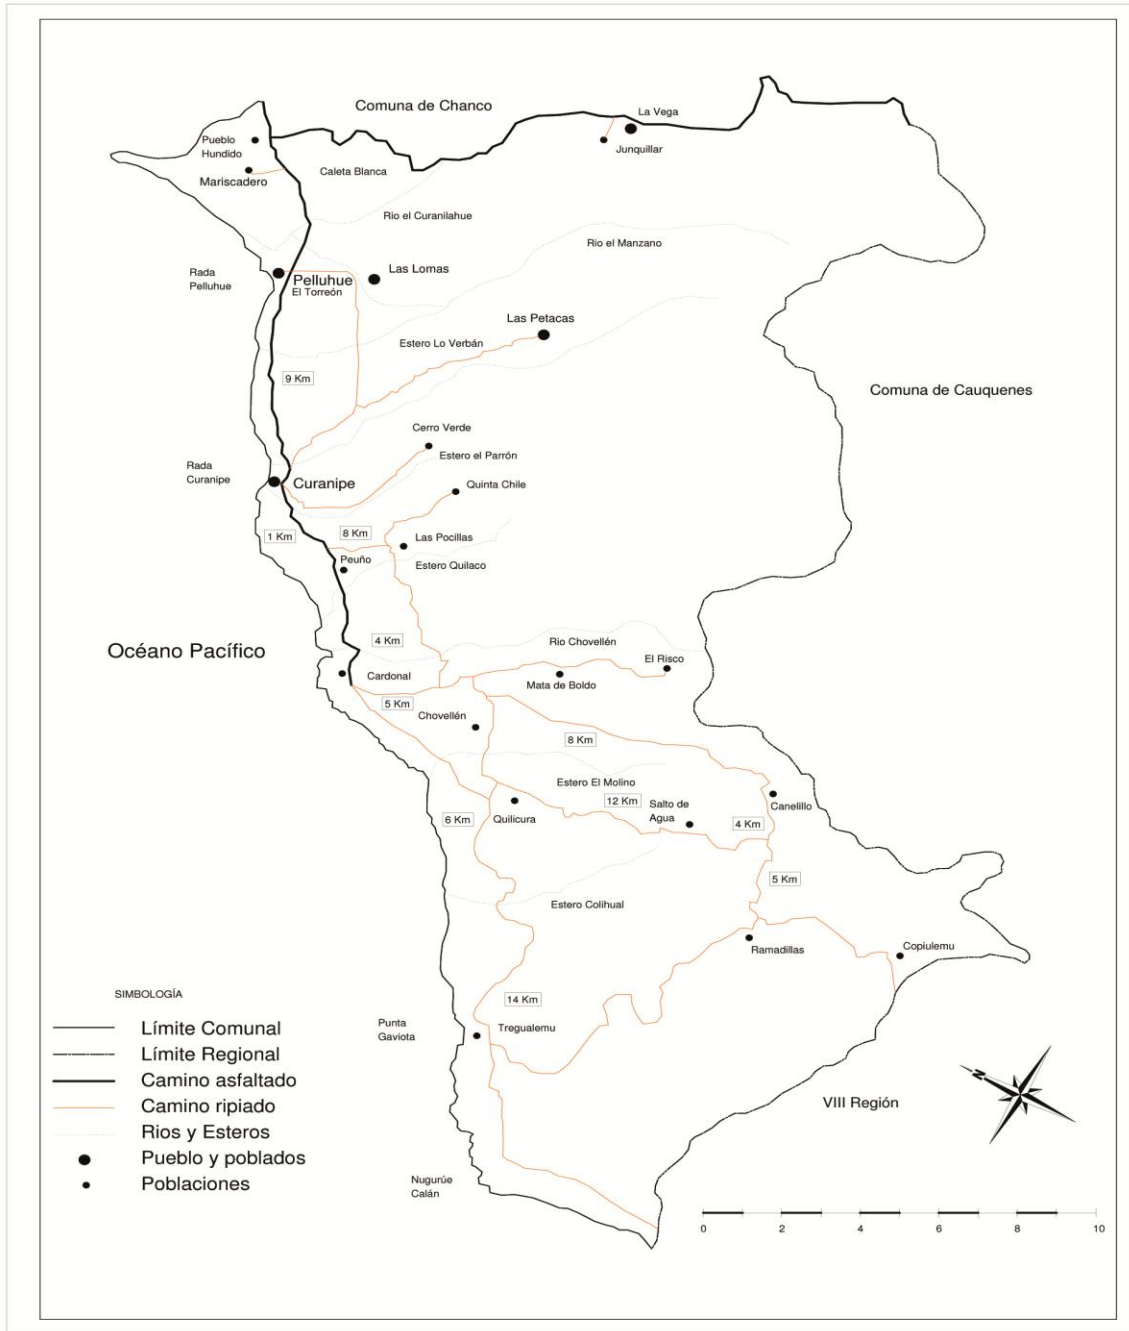 Comuna de Chanco
La Vega
Pueblo
Hundido
Junquillar
Mariscadero
Caleta Blanca
Rio el Curanilahue
Rio el Manzano
Rada
Pelluhue
Pelluhue
El Torreón
Las Lomas
Las Petacas
Estero Lo Verbán
9 Km
Comuna de Cauquenes
Cerro Verde
Estero el Parrón
Rada
Curanipe
Curanipe
Quinta Chile
1 Km
8 Km
Las Pocillas
Peuño
Estero Quilaco
4 Km
Rio Chovellén
Océano Pacífico
El Risco
Cardonal
Mata de Boldo
5 Km
Chovellén
8 Km
Estero El Molino
12 Km
Canelillo
6 Km
Quilicura
Salto de
Agua
4 Km
5 Km
Estero Colihual
Ramadillas
Copiulemu
14 Km
Punta
Gaviota
Tregualemu
SIMBOLOGÍA
Límite Comunal
Límite Regional
Camino asfaltado
Camino ripiado
Rios y Esteros
Pueblo y poblados
Poblaciones
N
VIII Región
Nugurúe
Calán
0 2 4 6 8 10